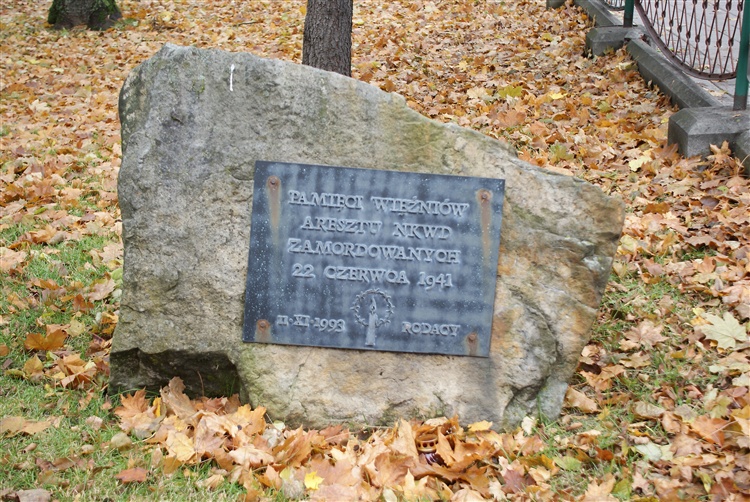 PAMIĘCI WIĘŹNIÓW
ARESZTU NKWD
ZAMORDOWANYCH
22 CZERWCA 1941
11·XI·1993 RODACY